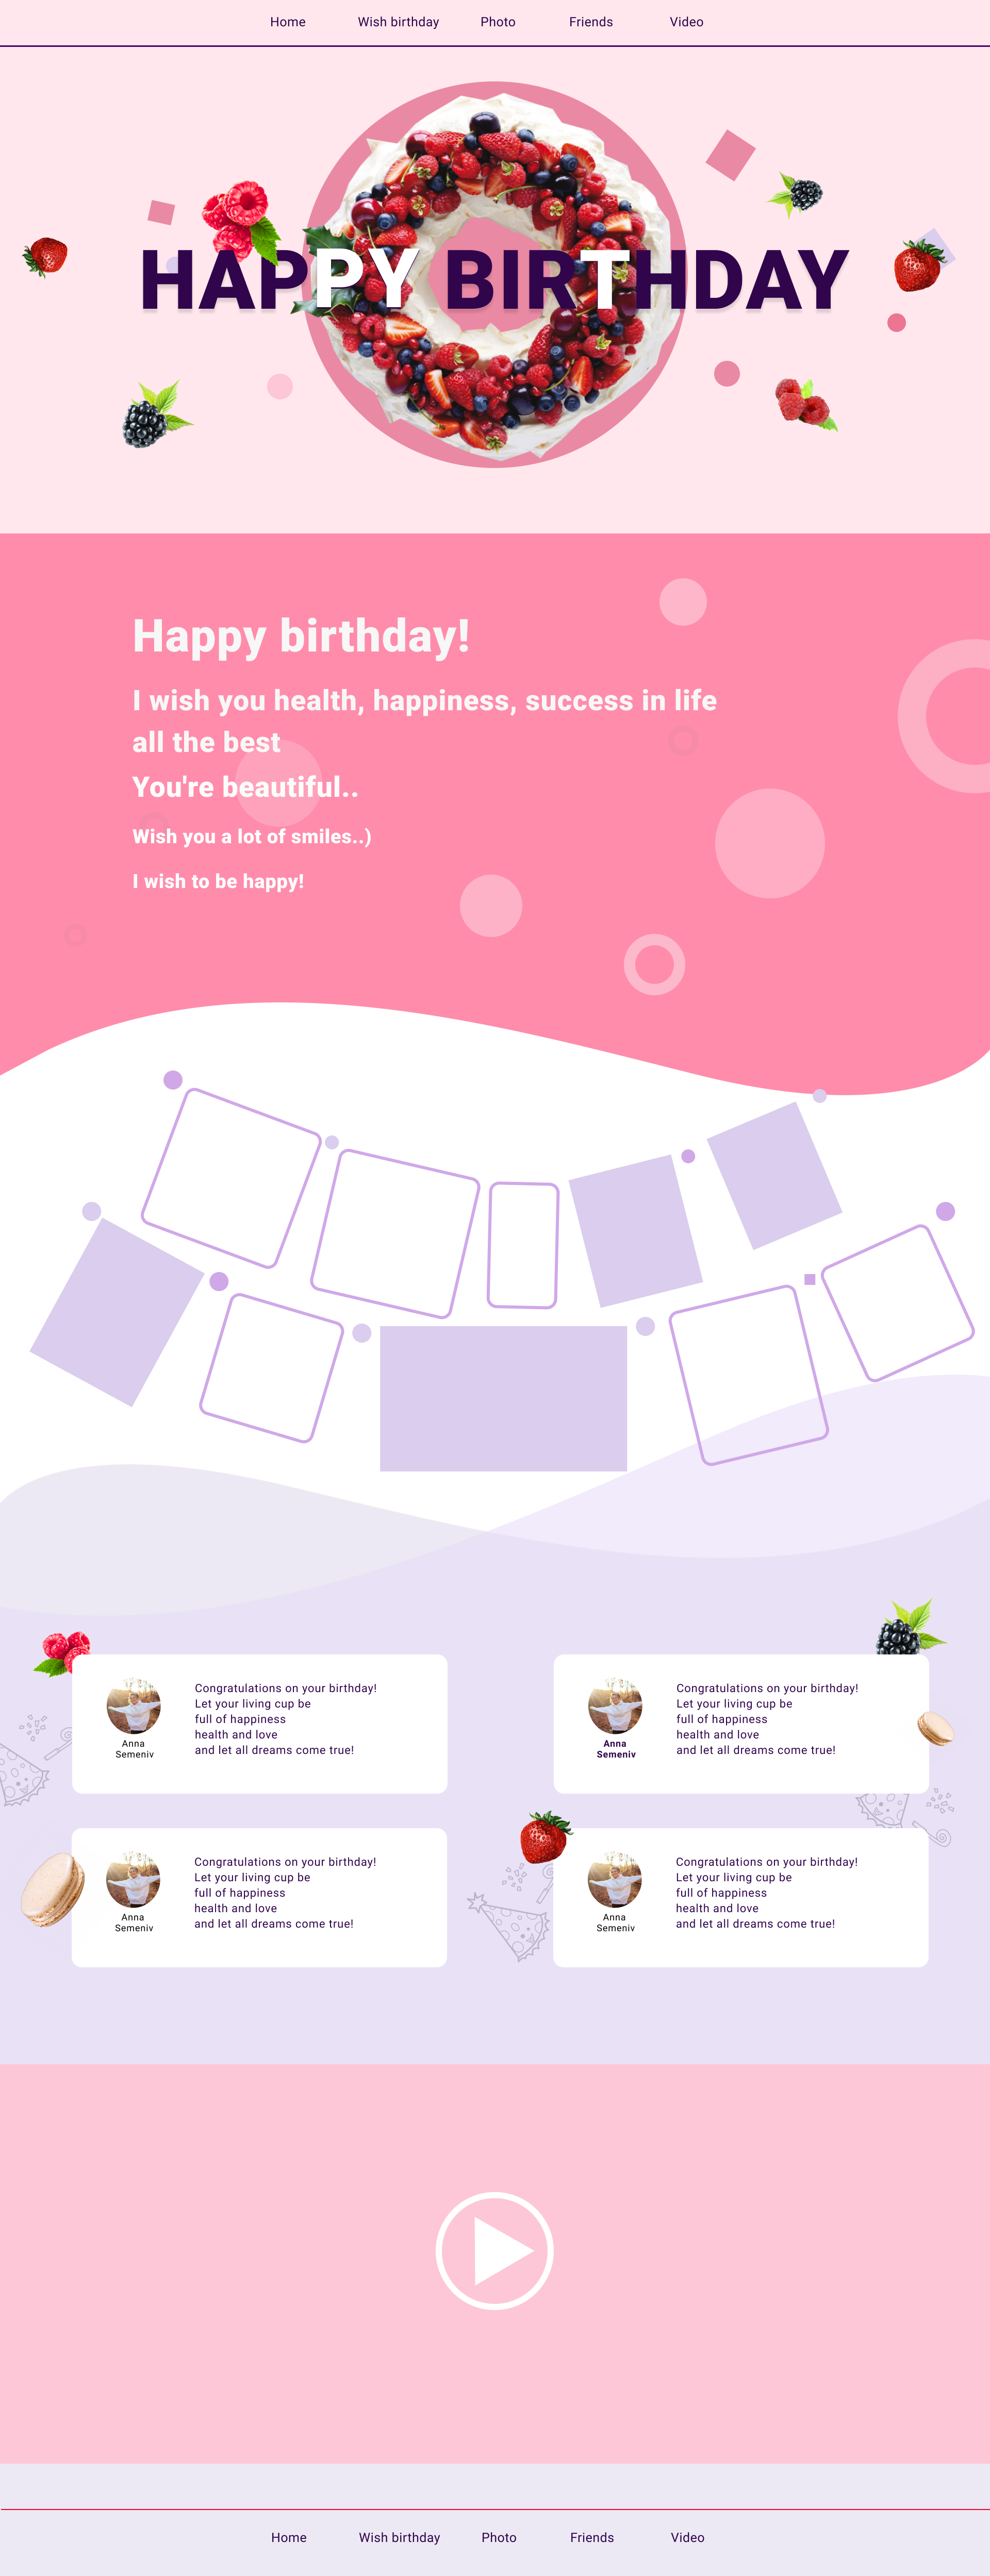 Home Wish birthday Photo Friends Video
HAPPY BIRTHDAY
Happy birthday!
I wish you health, happiness, success in life
all the best
You're beautiful..
Wish you a lot of smiles..)
I wish to be happy!
Congratulations on your birthday!
Let your living cup be
full of happiness
health and love
and let all dreams come true!
Anna
Semeniv
Congratulations on your birthday!
Let your living cup be
full of happiness
health and love
and let all dreams come true!
Anna
Semeniv
Congratulations on your birthday!
Let your living cup be
full of happiness
health and love
and let all dreams come true!
Anna
Semeniv
Congratulations on your birthday!
Let your living cup be
full of happiness
health and love
and let all dreams come true!
Anna
Semeniv
Home Wish birthday Photo Friends Video